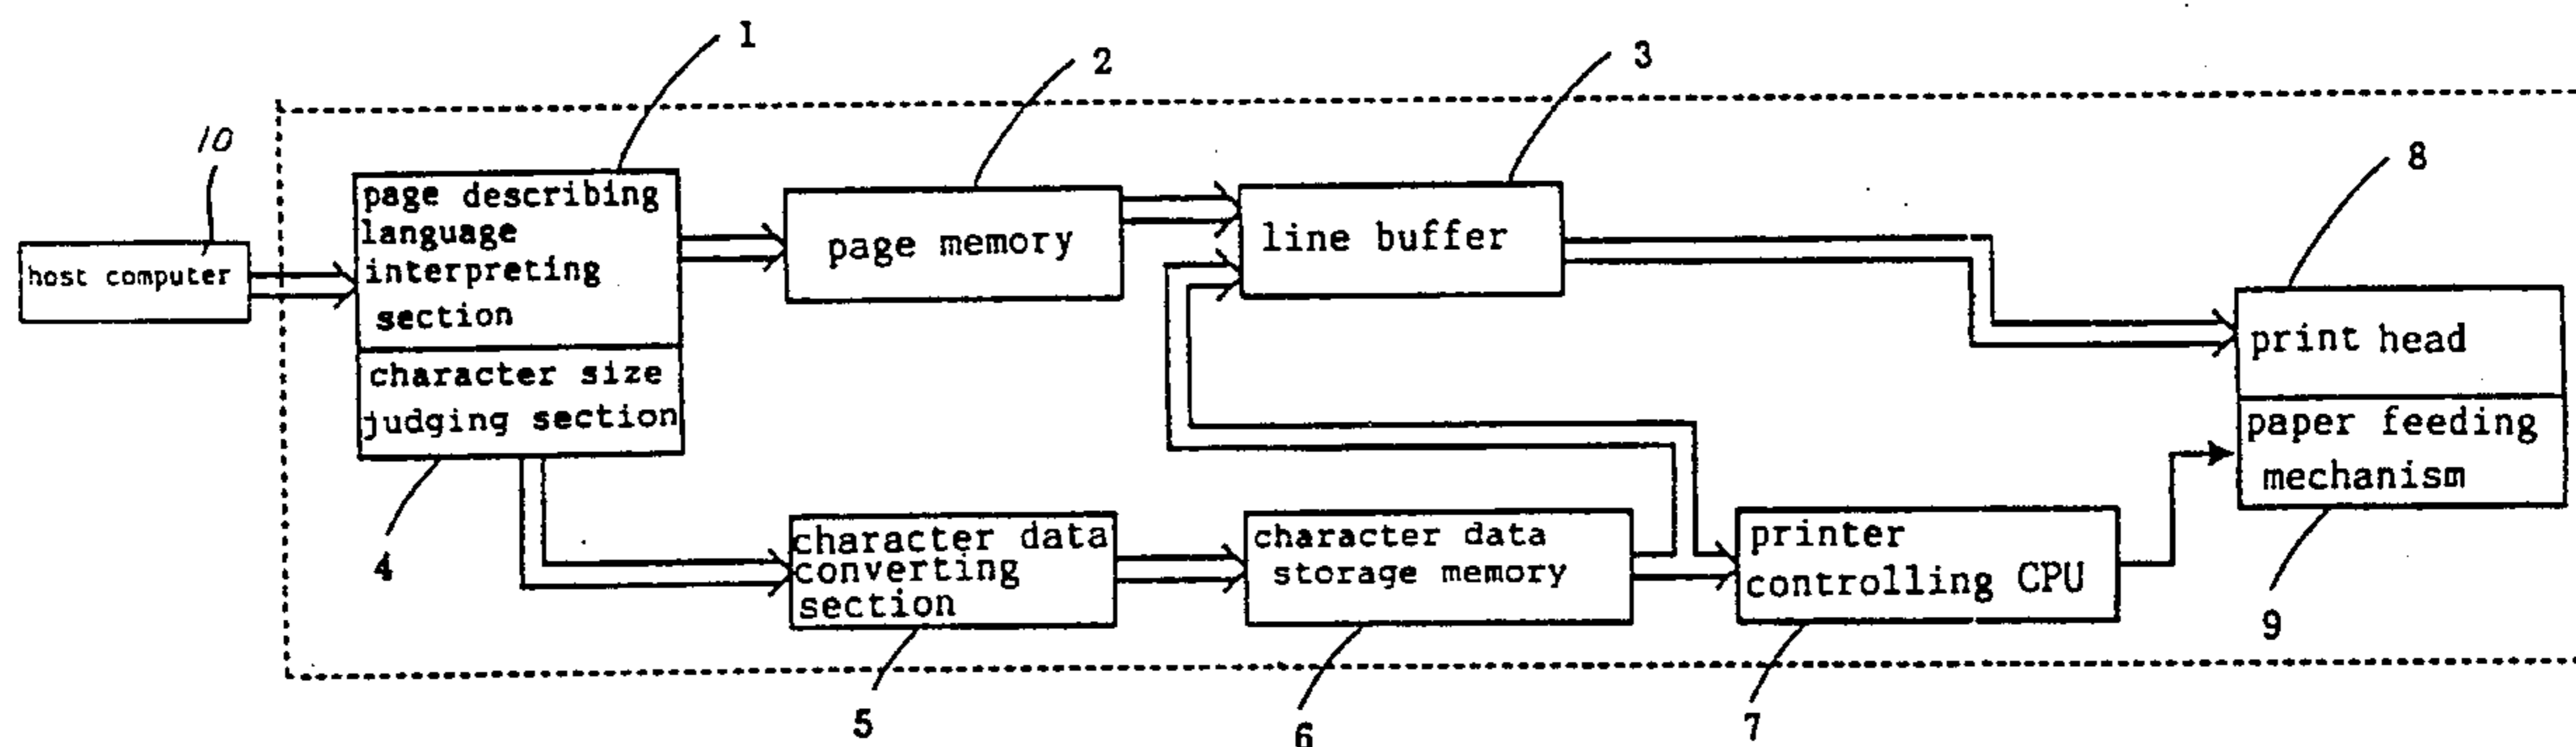 1
2
3
8
10
page describing
language
interpreting
section
page memory
line buffer
host computer
print head
character size
judging section
paper feeding
mechanism
4
character data
converting
section
character data
storage memory
printer
controlling CPU
9
5
6
7